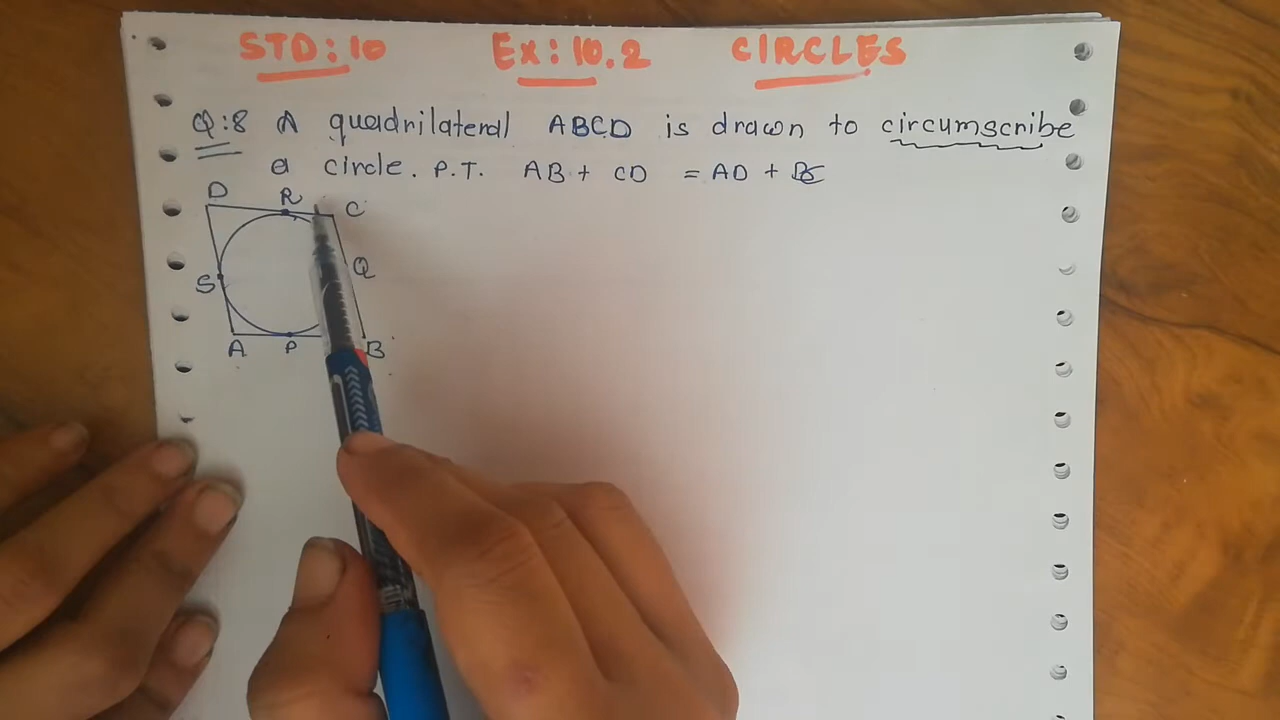 STD:10 Ex:10.2 CIRCLES
Q:8 A quadrilateral ABCD is drawn to circumscribe
a circle. P.T. AB + CD = AD + BC
D R C
S Q
A P B